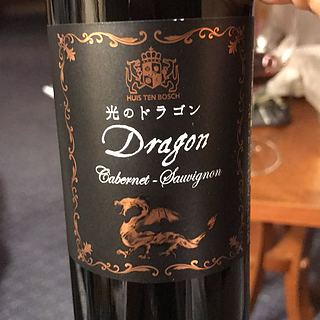 HUIS TEN BOSCH
光のドラゴン
Dragon
Cabernet-Sauvignon